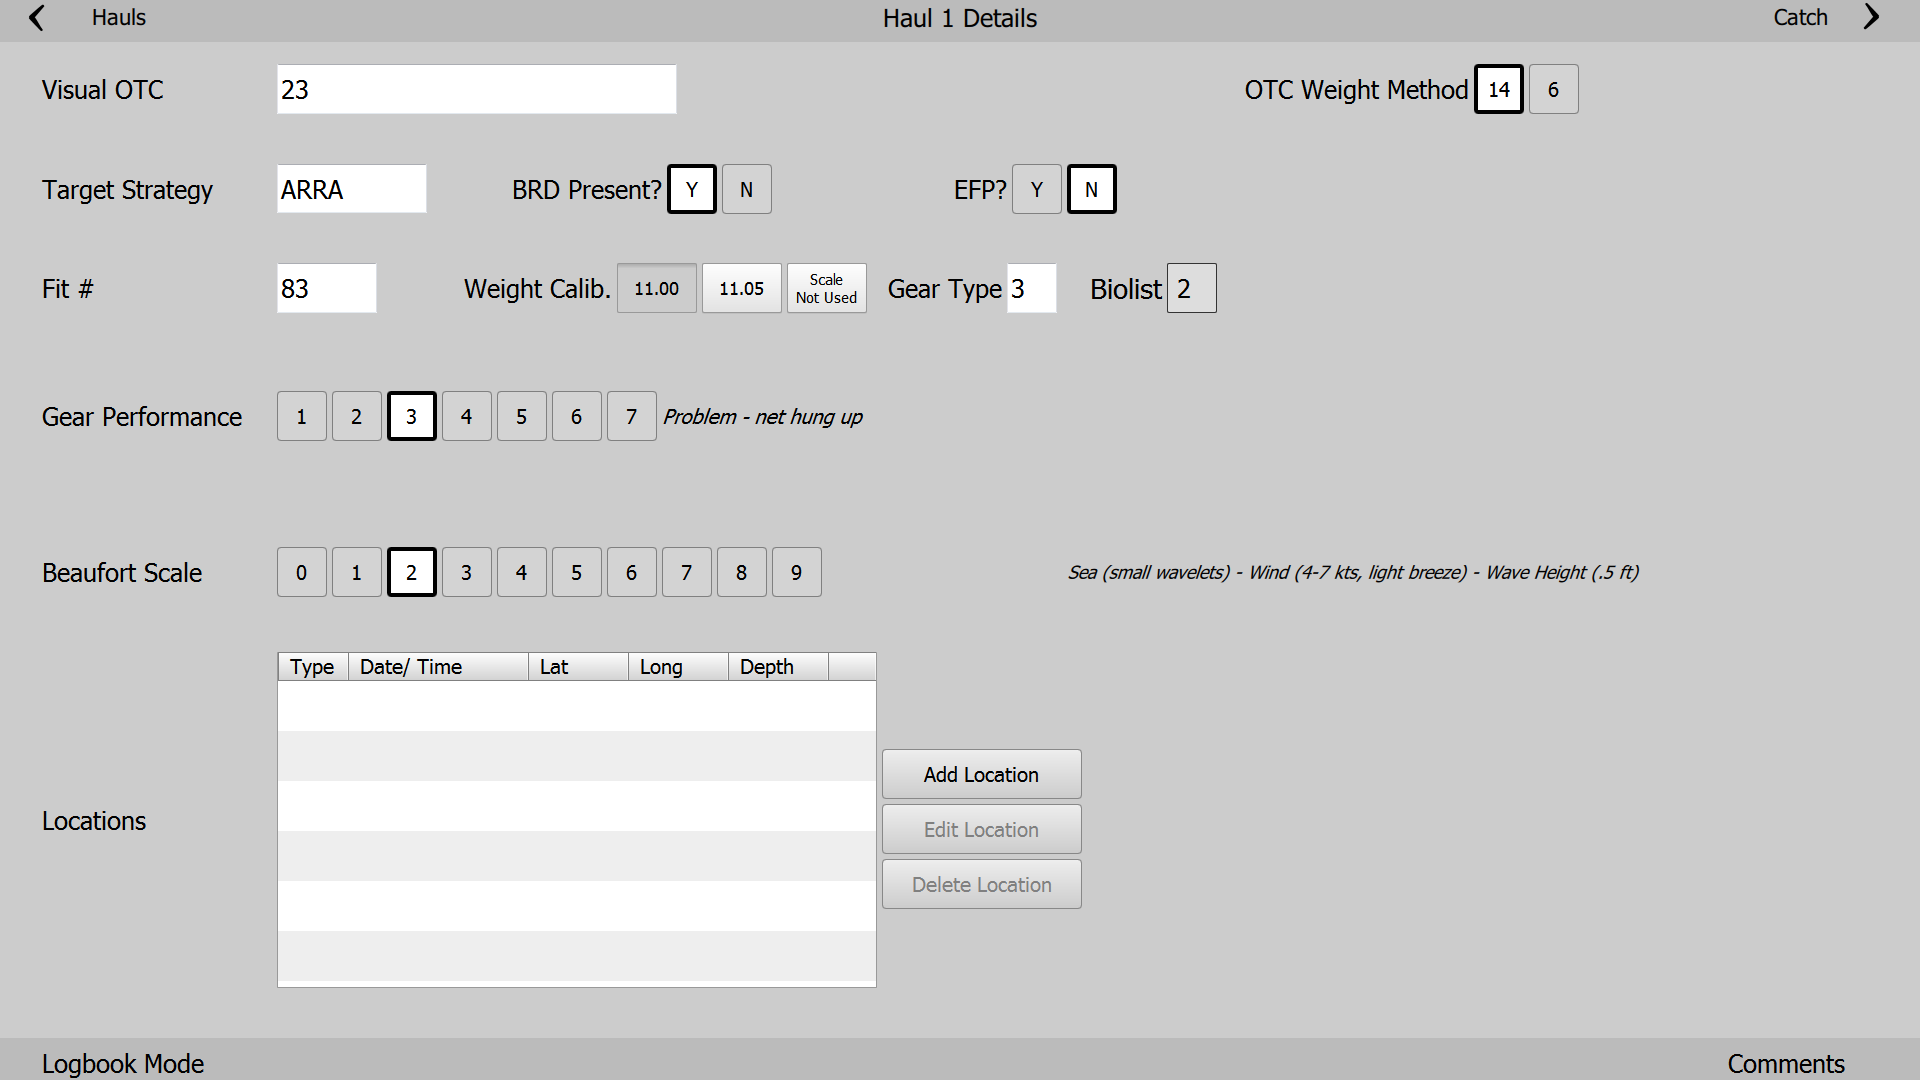 Hauls Haul 1 Details Catch
Visual OTC 23 OTC Weight Method 14 6
Target Strategy ARRA BRD Present? Y N EFP? Y N
Fit # 83 Weight Calib. 11.00 11.05 Scale Not Used Gear Type 3 Biolist 2
Gear Performance 1 2 3 4 5 6 7 Problem - net hung up
Beaufort Scale 0 1 2 3 4 5 6 7 8 9 Sea (small wavelets) - Wind (4-7 kts, light breeze) - Wave Height (.5 ft)
Type Date/ Time Lat Long Depth
Add Location
Locations Edit Location
Delete Location
Logbook Mode Comments